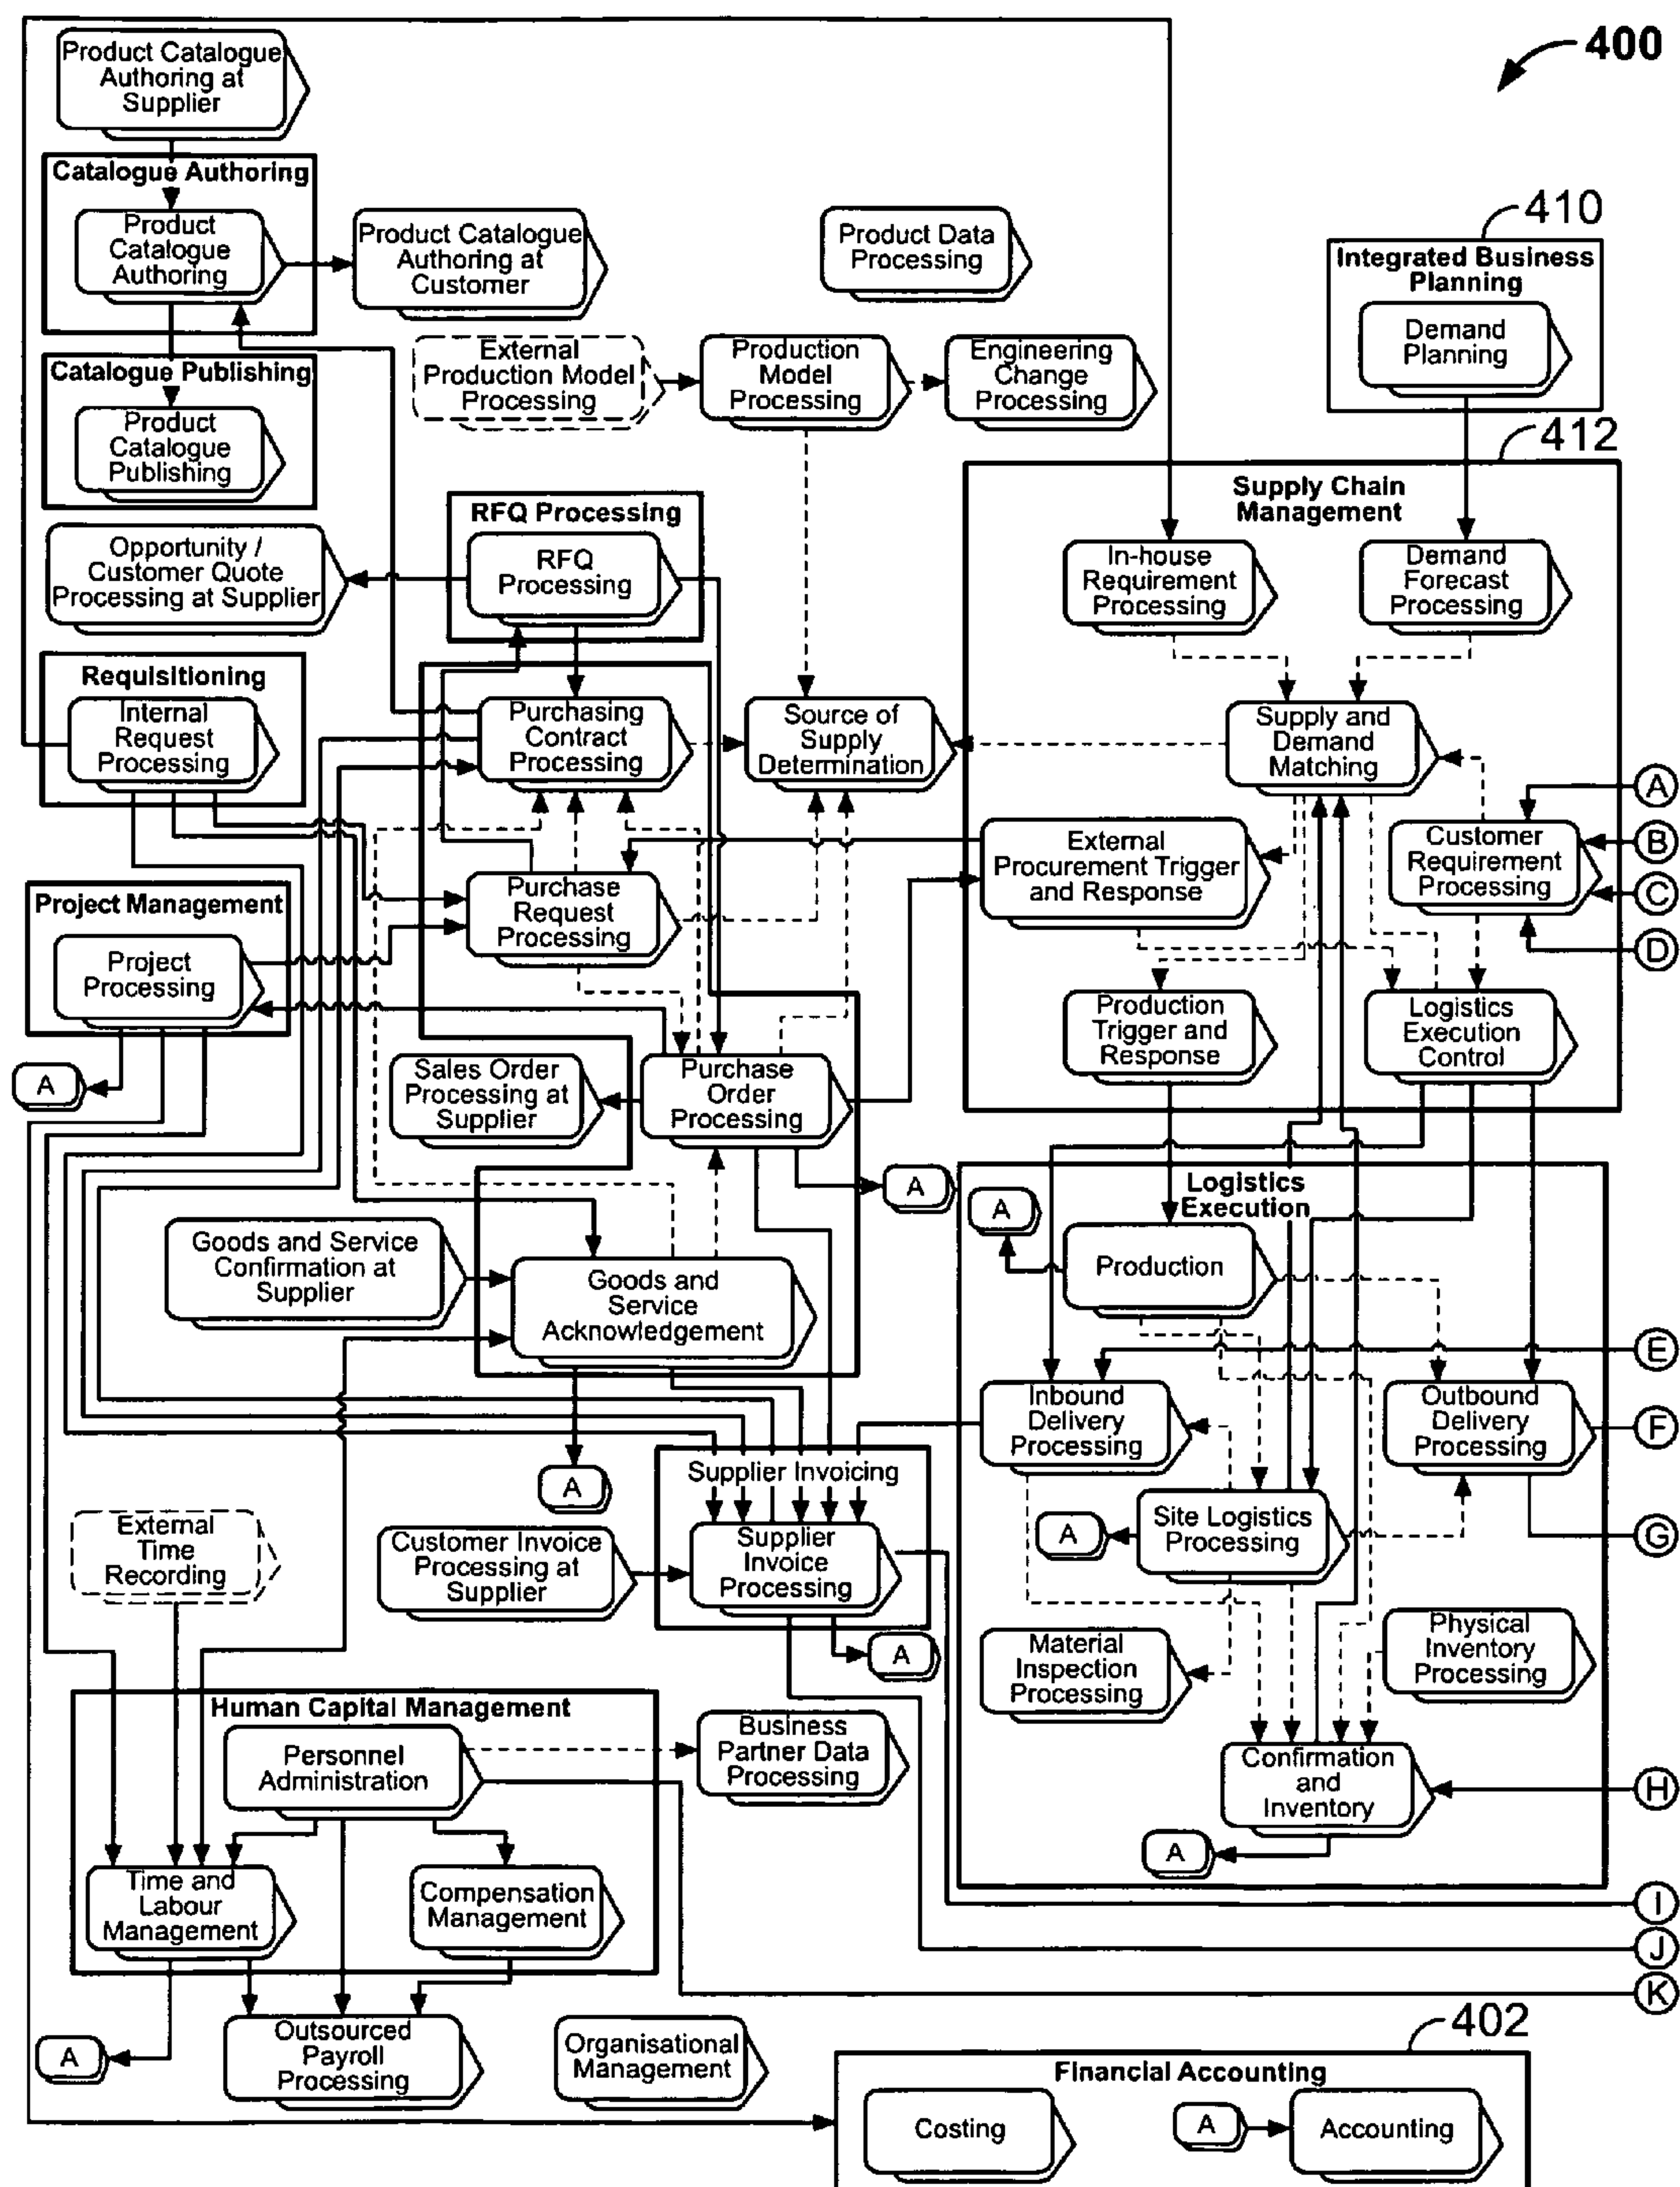 400
Product Catalogue
Authoring at
Supplier
Catalogue Authoring
Product
Catalogue
Authoring
Product Catalogue
Authoring at
Customer
Product Data
Processing
410
Integrated Business
Planning
Demand
Planning
Catalogue Publishing
Product
Catalogue
Publishing
External
Production Model
Processing
Production
Model
Processing
Engineering
Change
Processing
412
Supply Chain
Management
In-house
Requirement
Processing
Demand
Forecast
Processing
RFQ Processing
RFQ
Processing
Opportunity /
Customer Quote
Processing at Supplier
Requisitioning
Internal
Request
Processing
Purchasing
Contract
Processing
Source of
Supply
Determination
Supply and
Demand
Matching
A
B
C
D
External
Procurement Trigger
and Response
Customer
Requirement
Processing
Project Management
Project
Processing
Purchase
Request
Processing
Production
Trigger and
Response
Logistics
Execution
Control
A
Sales Order
Processing at
Supplier
Purchase
Order
Processing
A
Logistics
Execution
A
Production
Goods and Service
Confirmation at
Supplier
Goods and
Service
Acknowledgement
E
Inbound
Delivery
Processing
Outbound
Delivery
Processing
F
A
Supplier Invoicing
Supplier
Invoice
Processing
A
Site Logistics
Processing
G
External
Time
Recording
Customer Invoice
Processing at
Supplier
A
Material
Inspection
Processing
Physical
Inventory
Processing
Human Capital Management
Personnel
Administration
Business
Partner Data
Processing
Confirmation
and
Inventory
H
A
Time and
Labour
Management
Compensation
Management
I
J
K
A
Outsourced
Payroll
Processing
Organisational
Management
402
Financial Accounting
Costing
A
Accounting